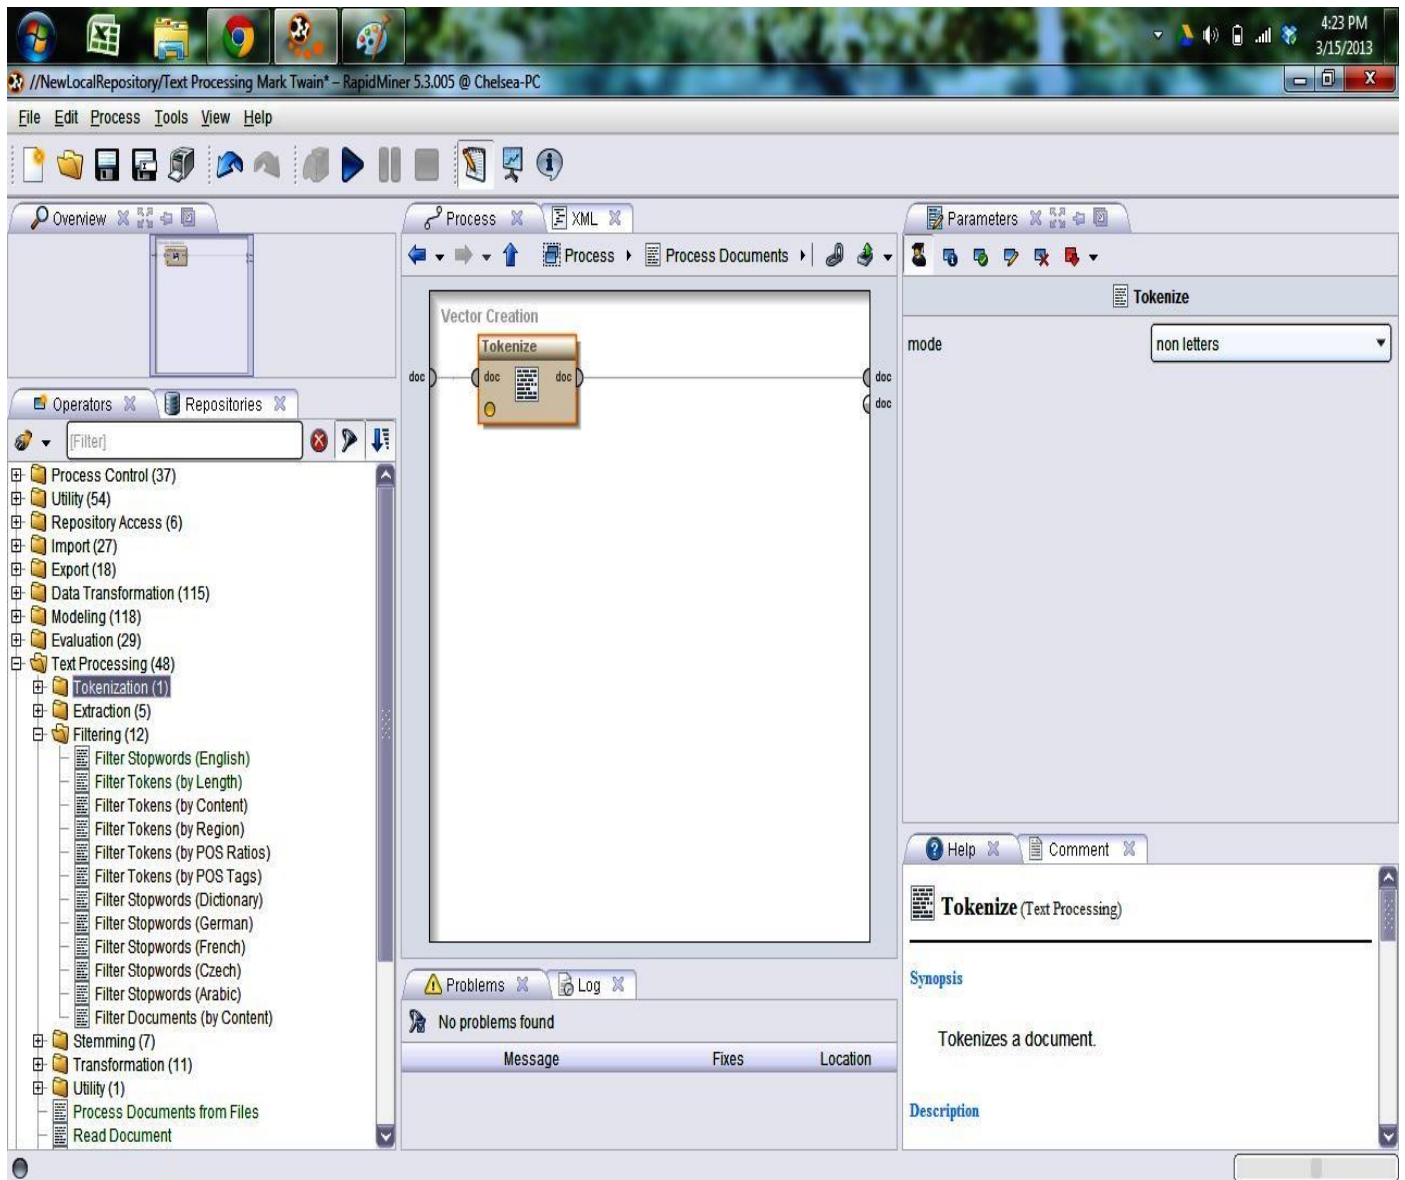 4:23 PM
3/15/2013
//NewLocalRepository/Text Processing Mark Twain* – RapidMiner 5.3.005 @ Chelsea-PC
File Edit Process Tools View Help
Overview
Process XML
Parameters
Process Process Documents
Tokenize
mode non letters
Vector Creation
Tokenize
doc doc doc doc
doc
Operators Repositories
[Filter]
Process Control (37)
Utility (54)
Repository Access (6)
Import (27)
Export (18)
Data Transformation (115)
Modeling (118)
Evaluation (29)
Text Processing (48)
Tokenization (1)
Extraction (5)
Filtering (12)
Filter Stopwords (English)
Filter Tokens (by Length)
Filter Tokens (by Content)
Filter Tokens (by Region)
Filter Tokens (by POS Ratios)
Filter Tokens (by POS Tags)
Filter Stopwords (Dictionary)
Filter Stopwords (German)
Filter Stopwords (French)
Filter Stopwords (Czech)
Filter Stopwords (Arabic)
Filter Documents (by Content)
Stemming (7)
Transformation (11)
Utility (1)
Process Documents from Files
Read Document
Problems Log
No problems found
Message Fixes Location
Help Comment
Tokenize (Text Processing)
Synopsis
Tokenizes a document.
Description